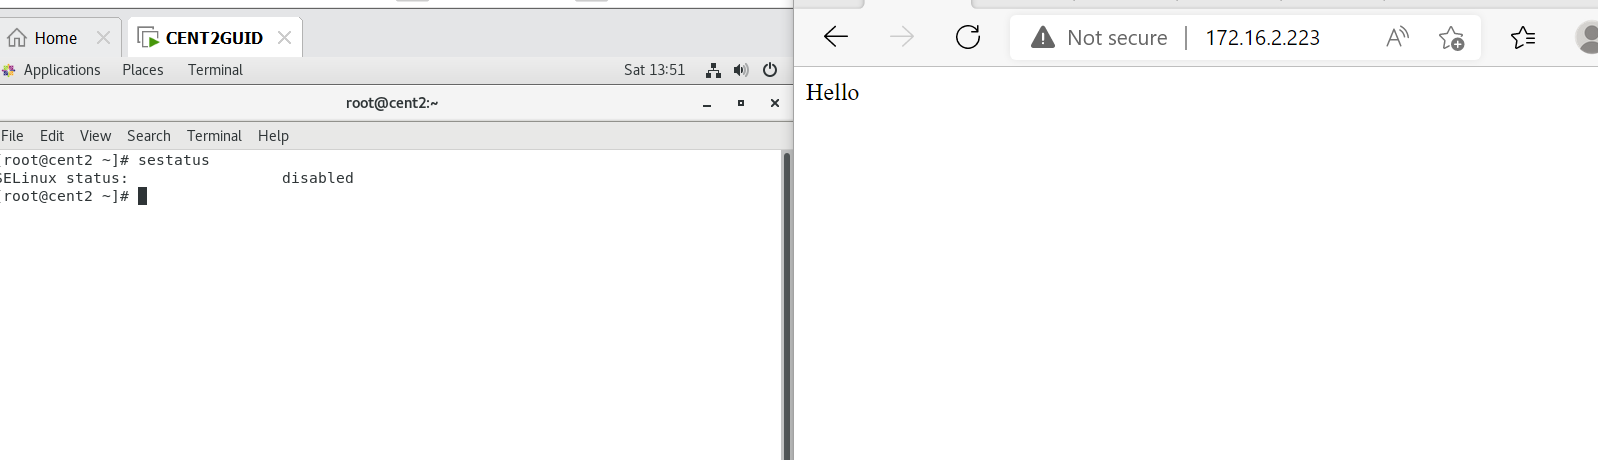 Home
CENT2GUID
Applications Places Terminal
Sat 13:51
root@cent2:~
File Edit View Search Terminal Help
[root@cent2 ~]# sestatus
SELinux status: disabled
[root@cent2 ~]#
Not secure 172.16.2.223
Hello